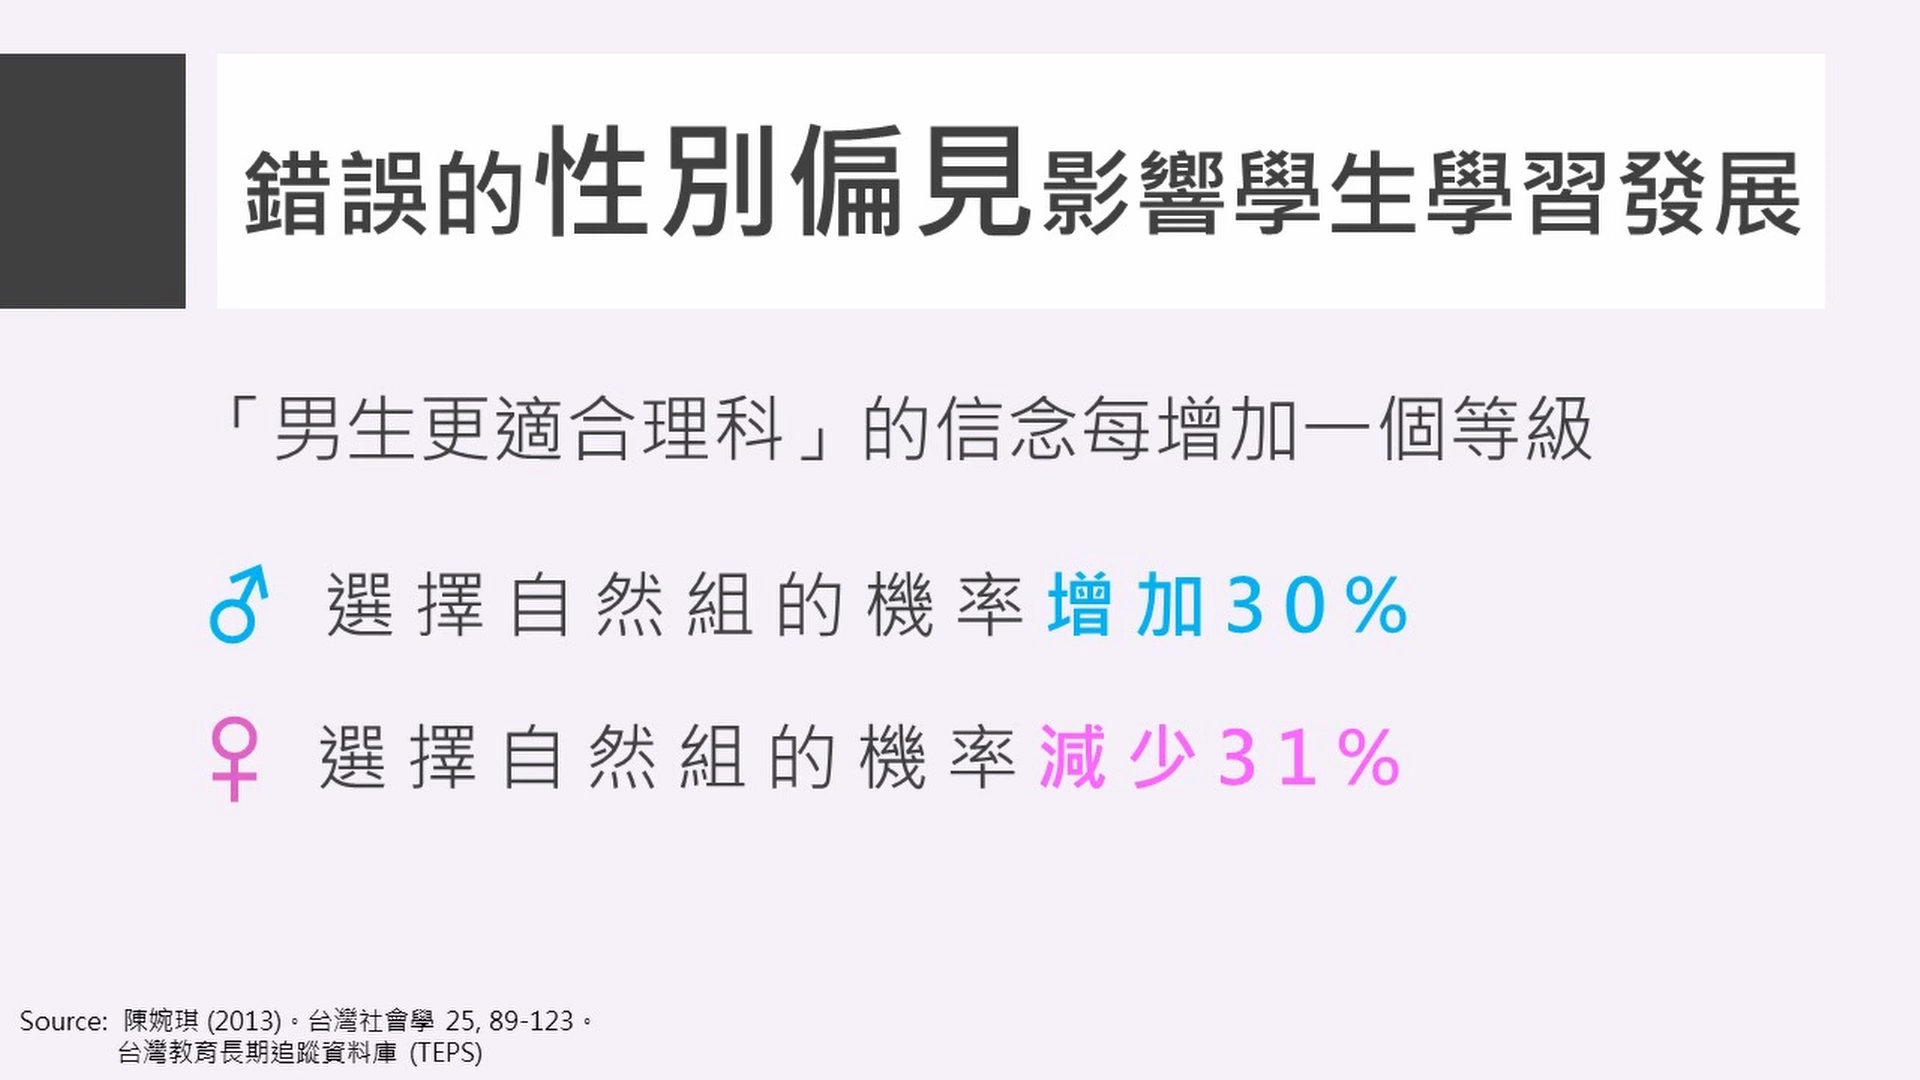 錯誤的性別偏見影響學生學習發展
「男生更適合理科」的信念每增加一個等級
♂ 選擇自然組的機率增加30%
♀ 選擇自然組的機率減少31%
Source: 陳婉琪 (2013)。台灣社會學 25, 89-123。
台灣教育長期追蹤資料庫 (TEPS)